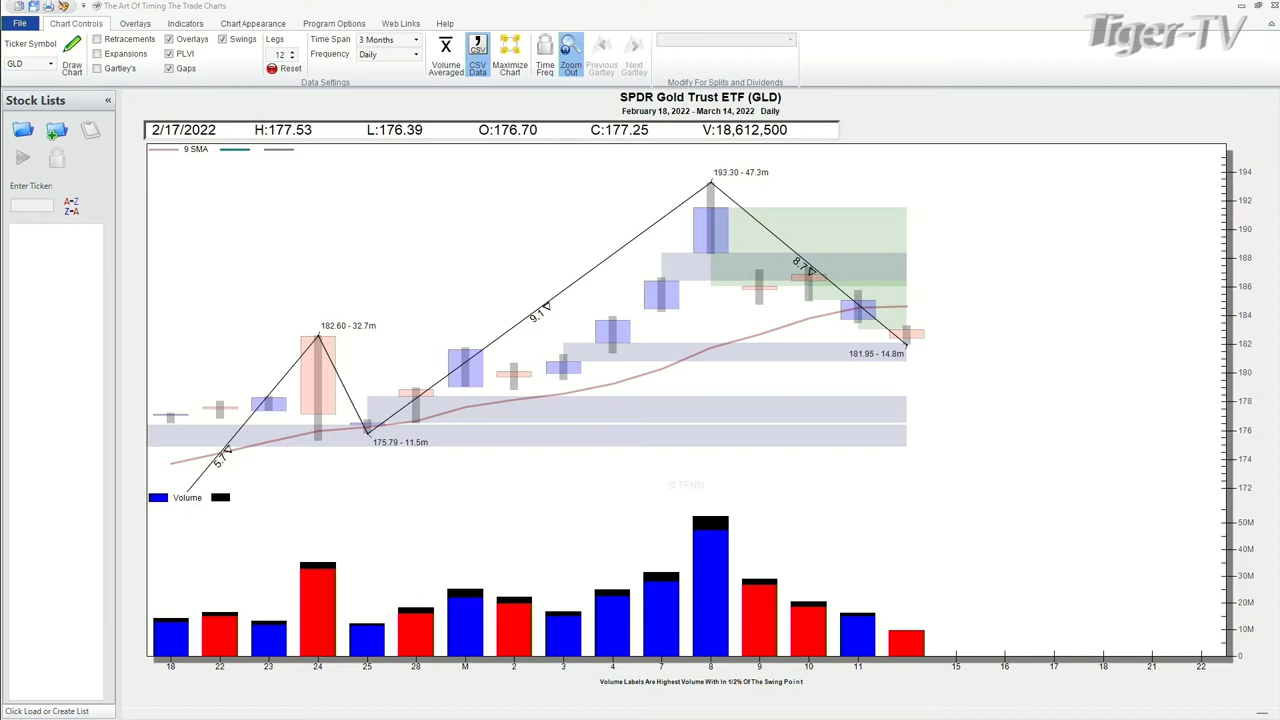 The Art Of Timing The Trade Charts
File Chart Controls Overlays Indicators Chart Appearance Program Options Web Links Help
Tiger-TV
Ticker Symbol
GLD
Draw
Chart
Retracements
Expansions
Gartley's
Overlays
PLVI
Gaps
Swings
Legs
12
Reset
Time Span 3 Months
Frequency Daily
Data Settings
Volume
Averaged
CSV
Data
Maximize
Chart
Time
Freq
Zoom
Out
Previous
Gartley
Next
Gartley
Modify For Splits and Dividends
Stock Lists «
Enter Ticker:
A-Z
Z-A
Click Load or Create List
SPDR Gold Trust ETF (GLD)
February 18, 2022 - March 14, 2022 Daily
2/17/2022 H:177.53 L:176.39 O:176.70 C:177.25 V:18,612,500
9 SMA
193.30 - 47.3m
182.60 - 32.7m
175.79 - 11.5m
181.95 - 14.8m
5.7
9.1
8.7
194
192
190
188
186
184
182
180
178
176
174
172
© TFNN
Volume
50M
40M
30M
20M
10M
0
18 22 23 24 25 28 M 2 3 4 7 8 9 10 11 15 16 17 18 21 22
Volume Labels Are Highest Volume With In 1/2% Of The Swing Point